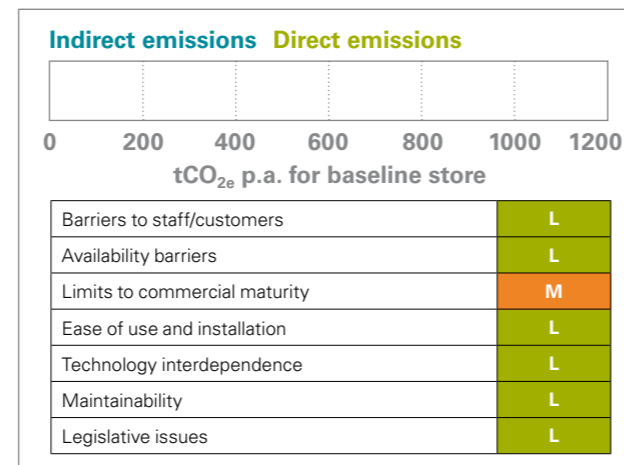 Indirect emissions Direct emissions
0 200 400 600 800 1000 1200
tCO2e p.a. for baseline store
Barriers to staff/customers L
Availability barriers L
Limits to commercial maturity M
Ease of use and installation L
Technology interdependence L
Maintainability L
Legislative issues L